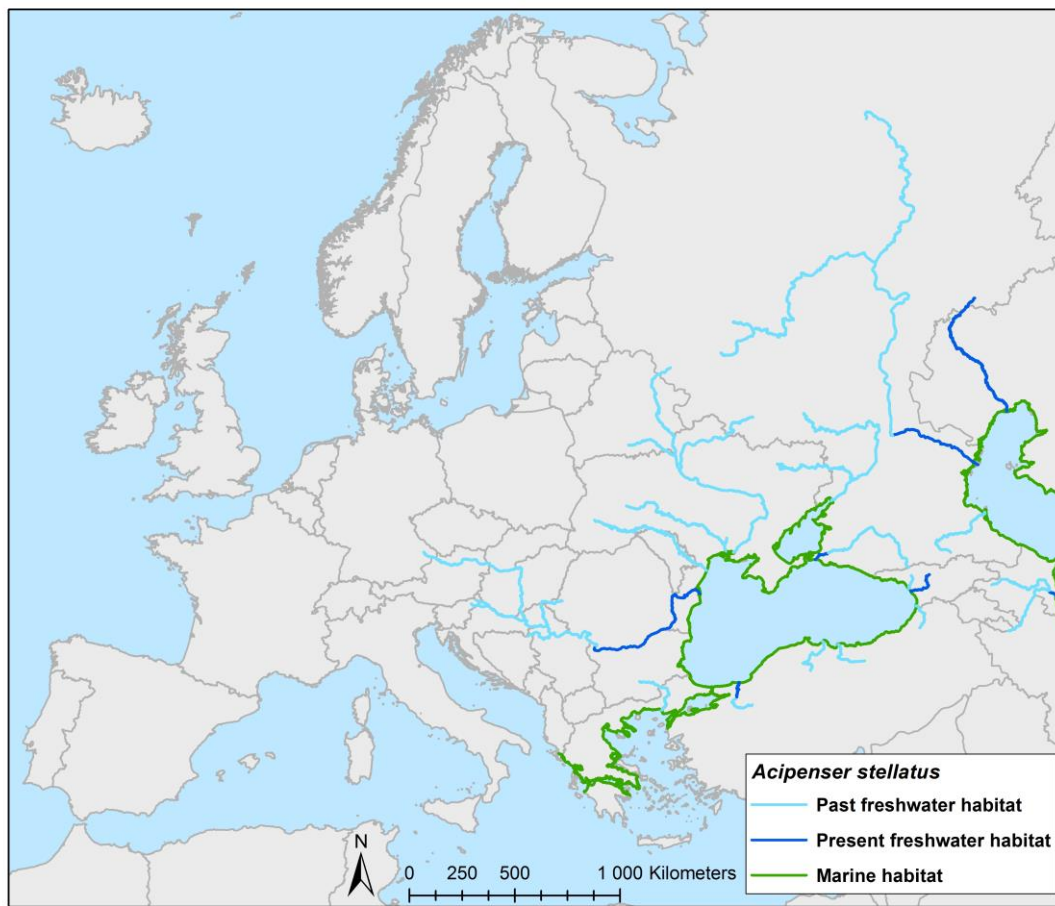 Acipenser stellatus
Past freshwater habitat
Present freshwater habitat
Marine habitat
N
0 250 500 1 000 Kilometers